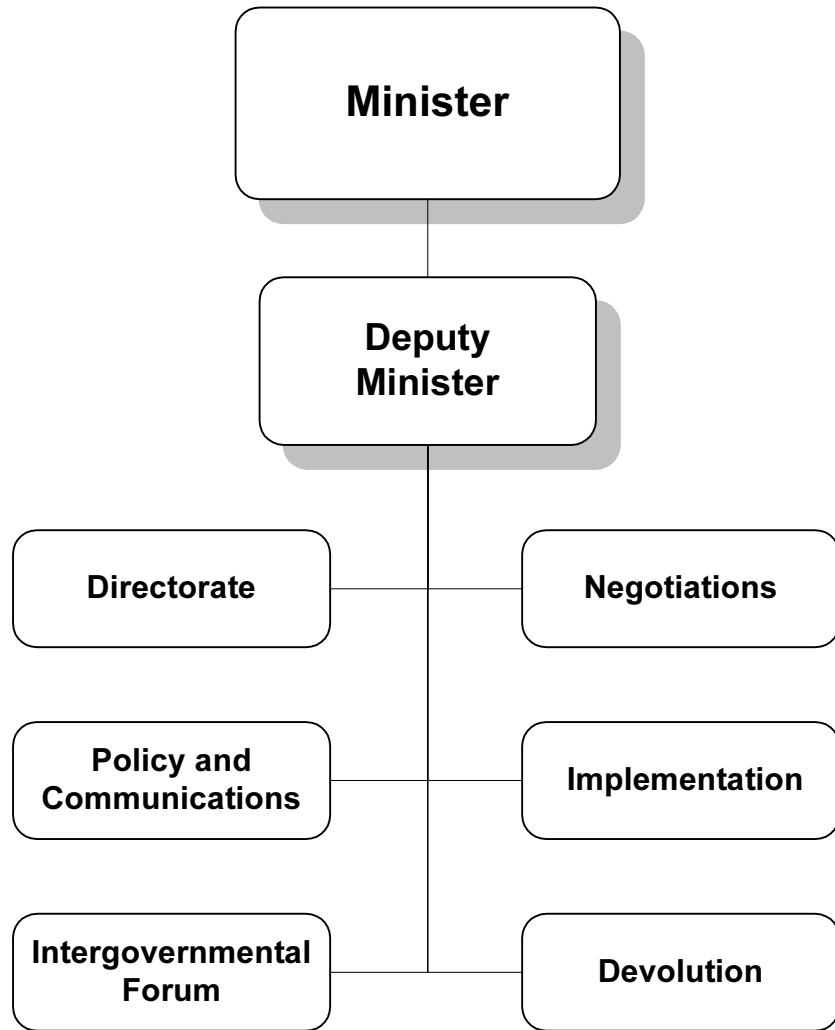 Minister
Deputy
Minister
Directorate
Negotiations
Policy and
Communications
Implementation
Intergovernmental
Forum
Devolution